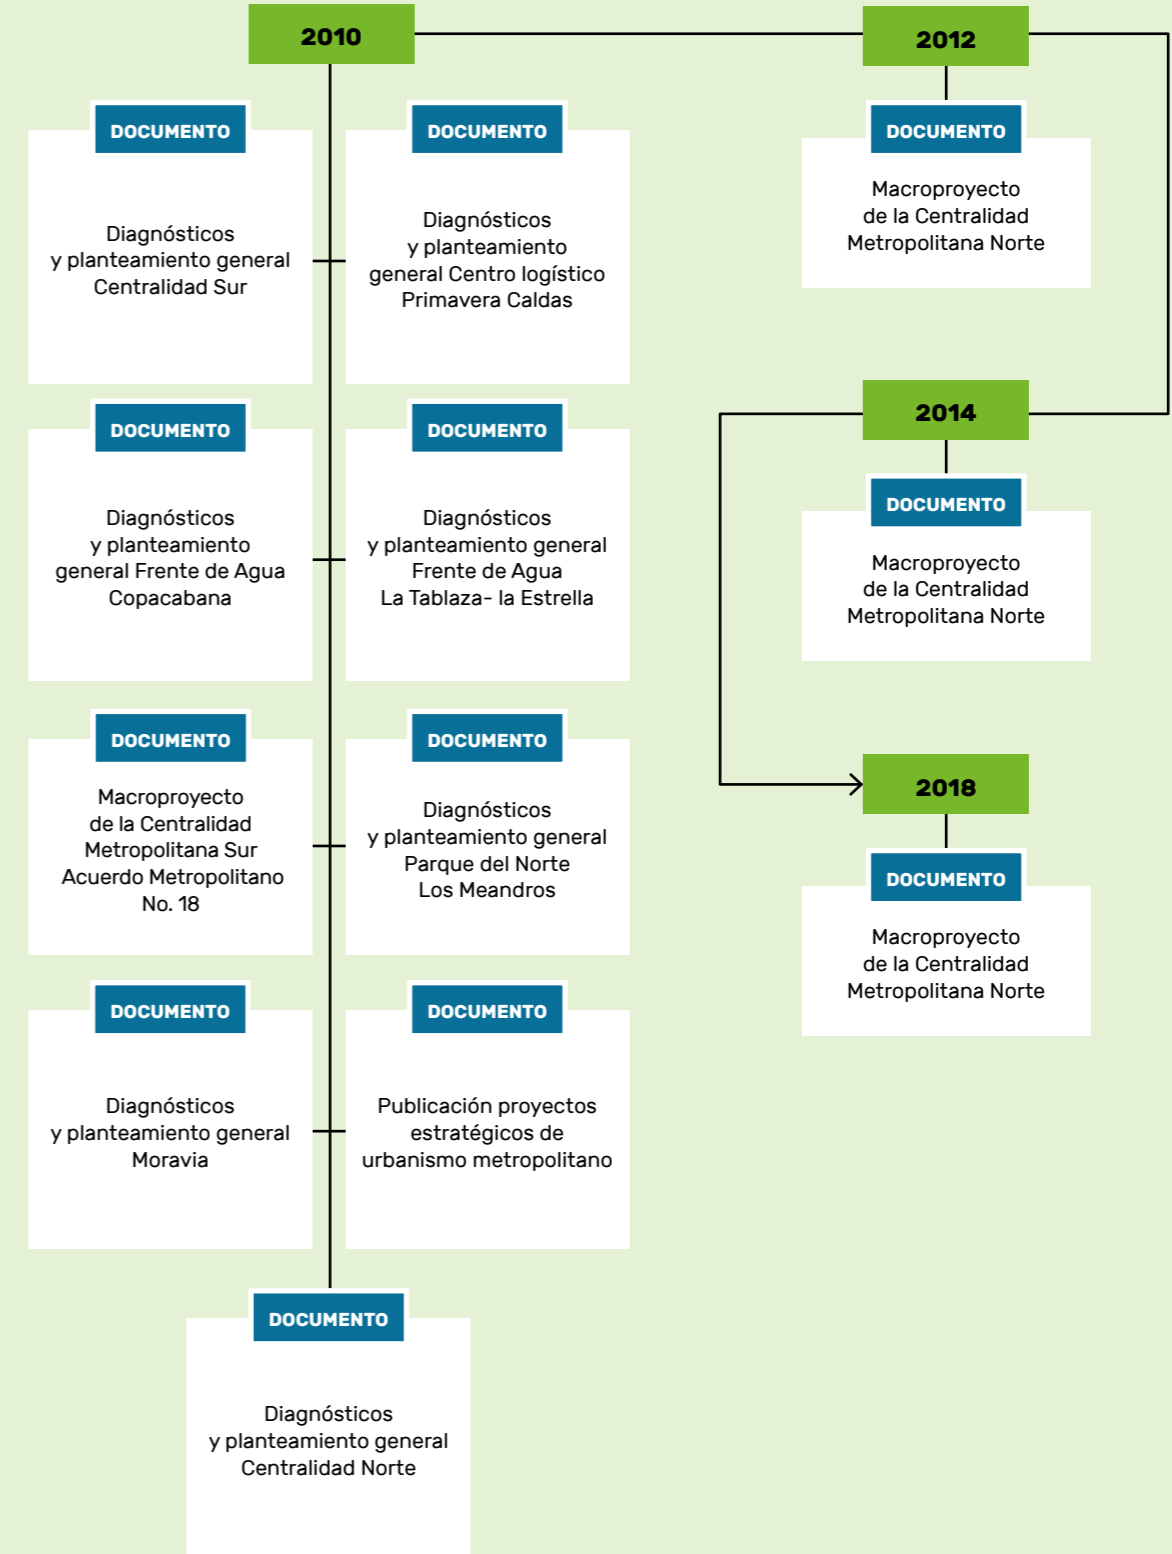 2010
DOCUMENTO
Diagnósticos
y planteamiento general
Centralidad Sur
DOCUMENTO
Diagnósticos
y planteamiento
general Centro logístico
Primavera Caldas
DOCUMENTO
Diagnósticos
y planteamiento
general Frente de Agua
Copacabana
DOCUMENTO
Diagnósticos
y planteamiento general
Frente de Agua
La Tablaza- la Estrella
DOCUMENTO
Macroproyecto
de la Centralidad
Metropolitana Sur
Acuerdo Metropolitano
No. 18
DOCUMENTO
Diagnósticos
y planteamiento general
Parque del Norte
Los Meandros
DOCUMENTO
Diagnósticos
y planteamiento general
Moravia
DOCUMENTO
Publicación proyectos
estratégicos de
urbanismo metropolitano
DOCUMENTO
Diagnósticos
y planteamiento general
Centralidad Norte
2012
DOCUMENTO
Macroproyecto
de la Centralidad
Metropolitana Norte
2014
DOCUMENTO
Macroproyecto
de la Centralidad
Metropolitana Norte
2018
DOCUMENTO
Macroproyecto
de la Centralidad
Metropolitana Norte